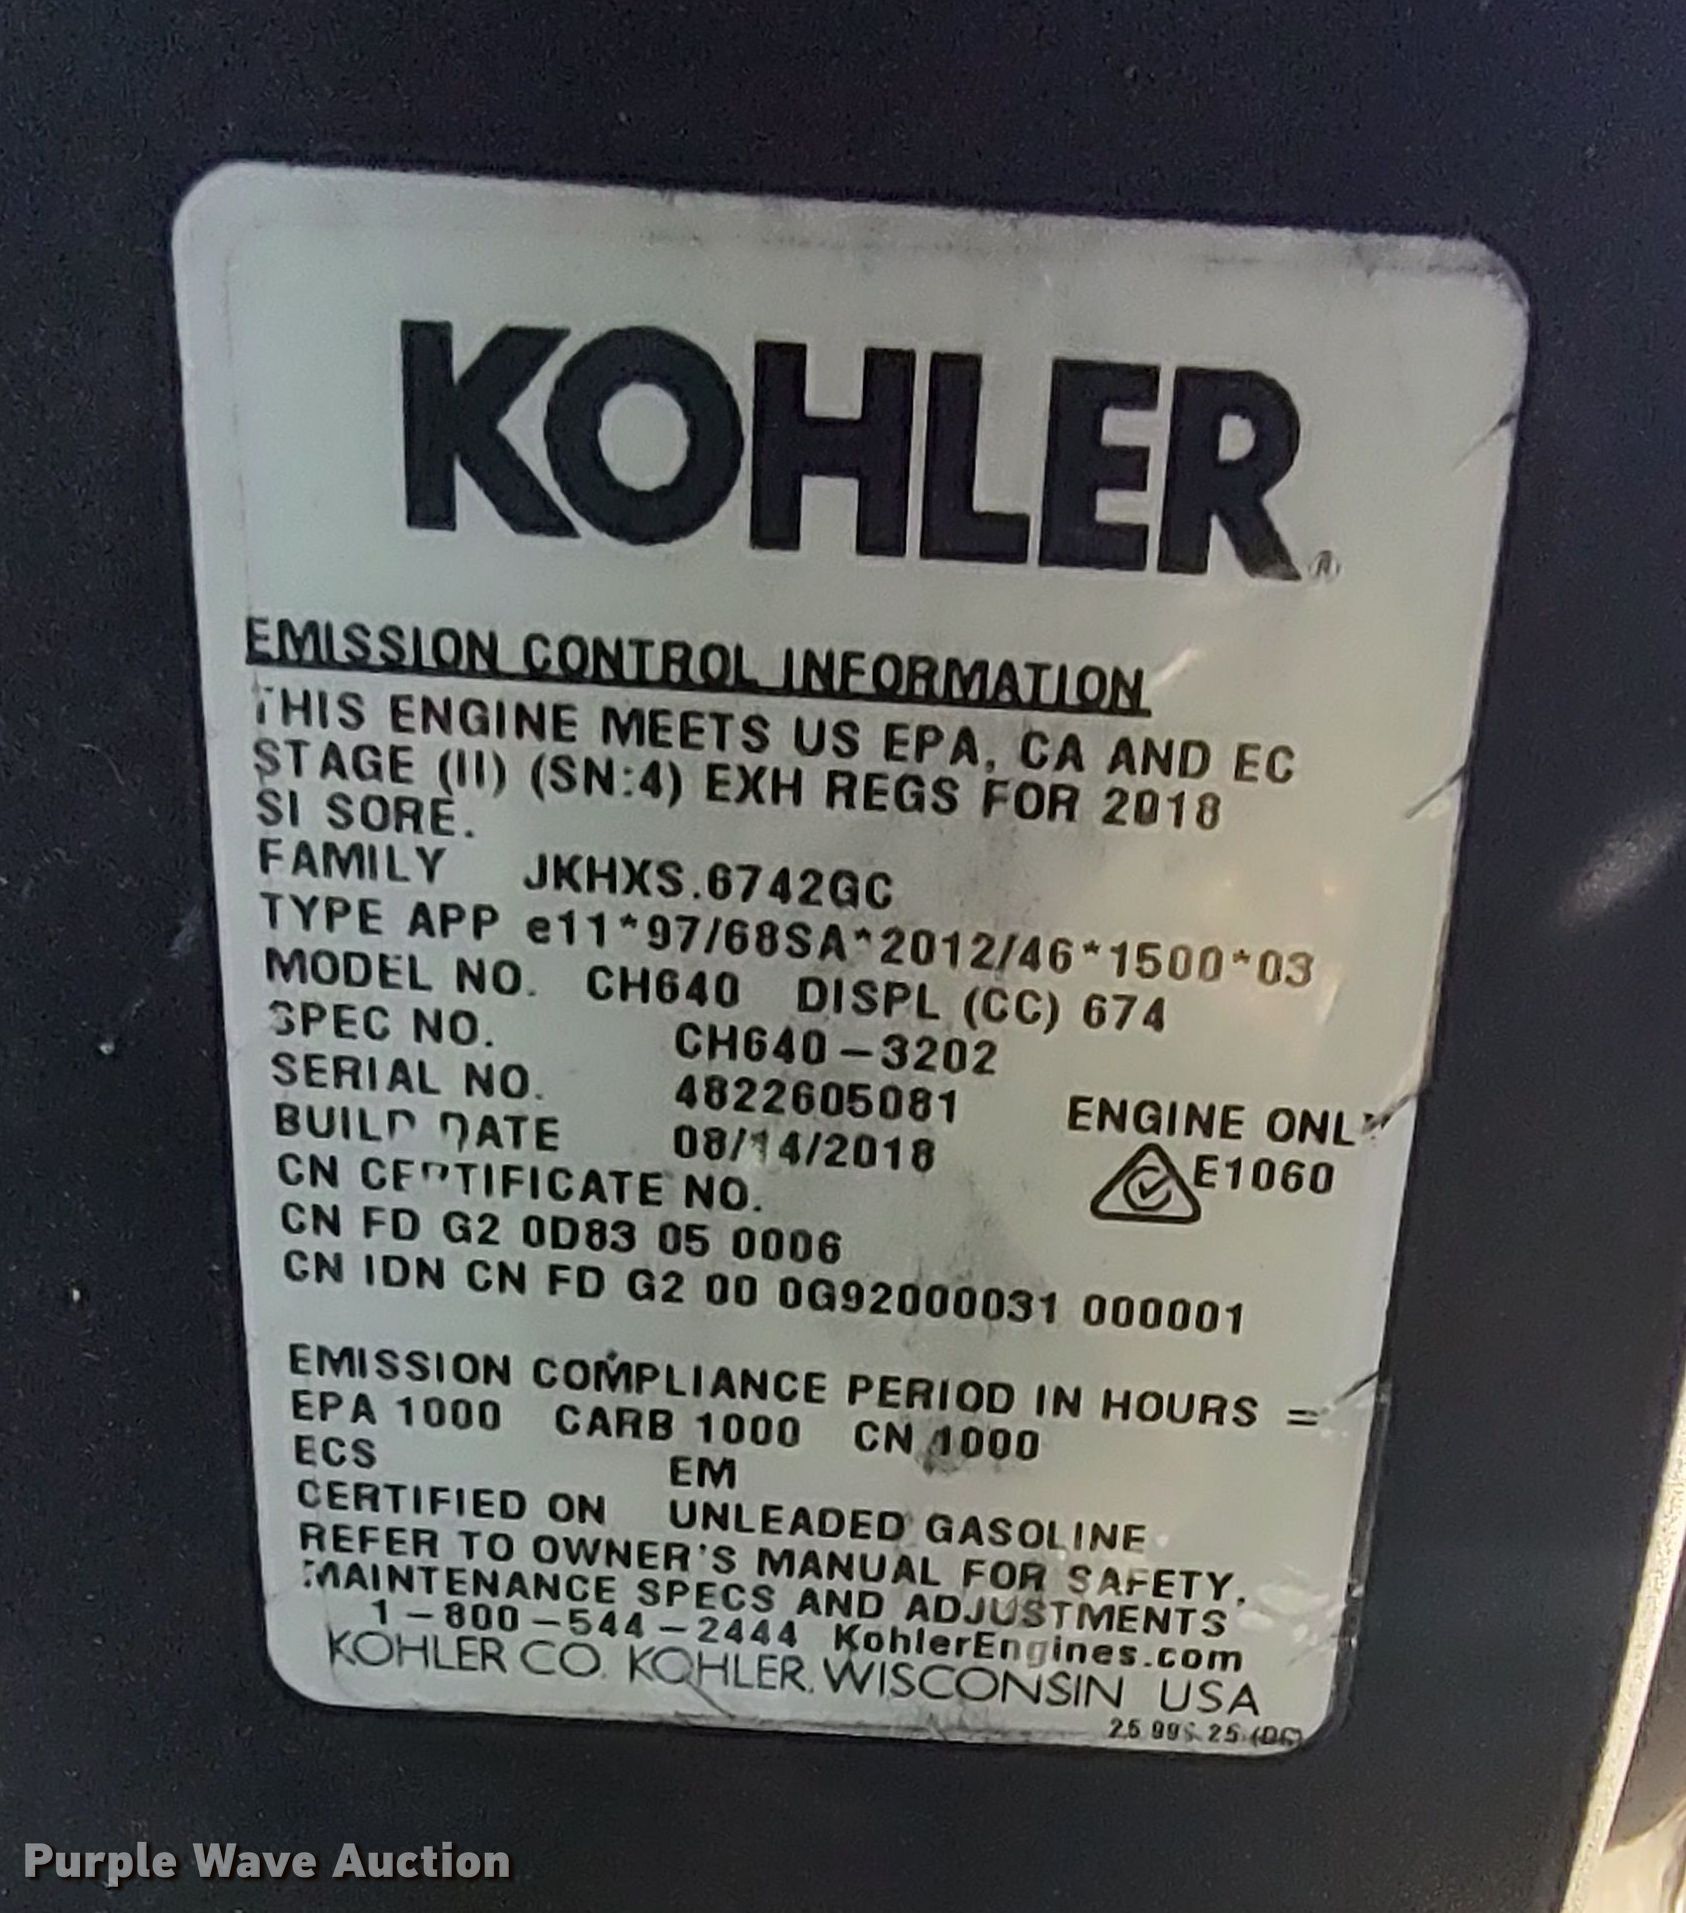 KOHLER®
EMISSION CONTROL INFORMATION
THIS ENGINE MEETS US EPA, CA AND EC
STAGE (II) (SN:4) EXH REGS FOR 2018
SI SORE.
FAMILY JKHXS.6742GC
TYPE APP e11*97/68SA*2012/46*1500*03
MODEL NO. CH640 DISPL (CC) 674
SPEC NO. CH640-3202
SERIAL NO. 4822605081 ENGINE ONLY
BUILD DATE 08/14/2018 E1060
CN CERTIFICATE NO.
CN FD G2 0D83 05 0006
CN IDN CN FD G2 00 0G92000031 000001
EMISSION COMPLIANCE PERIOD IN HOURS =
EPA 1000 CARB 1000 CN 1000
ECS EM
CERTIFIED ON UNLEADED GASOLINE
REFER TO OWNER'S MANUAL FOR SAFETY,
MAINTENANCE SPECS AND ADJUSTMENTS
1-800-544-2444 KohlerEngines.com
KOHLER CO. KOHLER, WISCONSIN USA
25 25
Purple Wave Auction